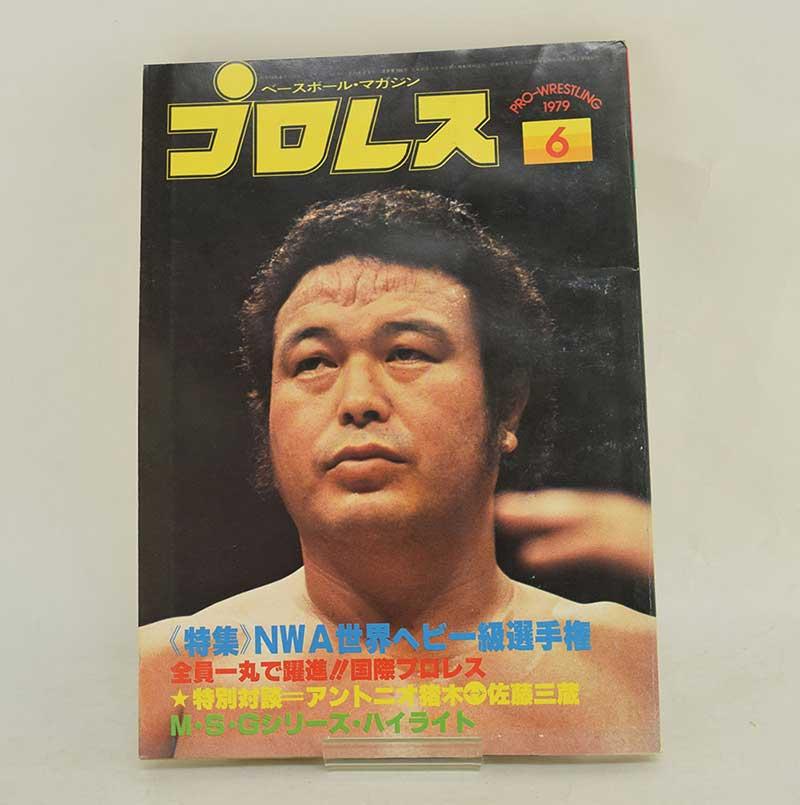 ベースボール・マガジン
プロレス
PRO-WRESTLING
1979
6
《特集》NWA世界ヘビー級選手権
全員一丸で躍進!!国際プロレス
★特別対談=アントニオ猪木↔佐藤三蔵
M・S・Gシリーズ・ハイライト